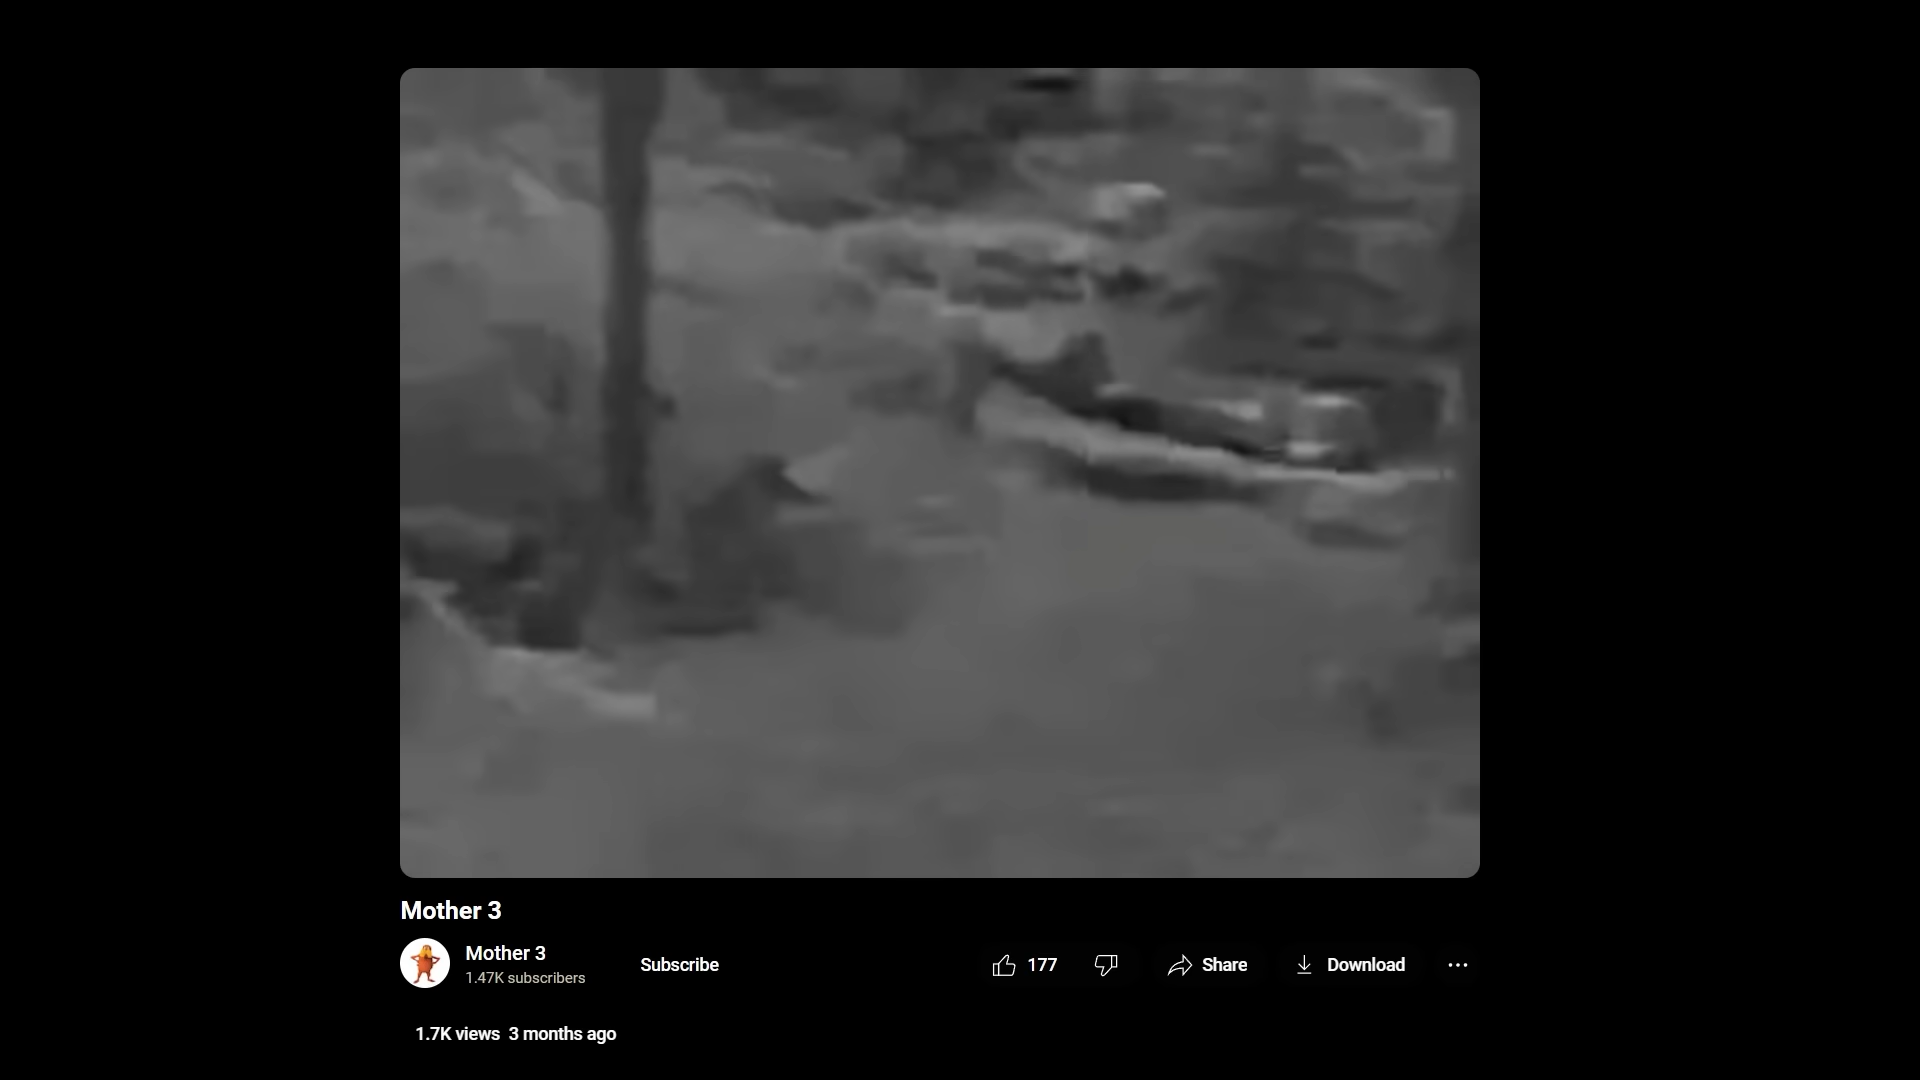 Mother 3
Mother 3
1.47K subscribers
Subscribe
177
Share
Download
1.7K views 3 months ago